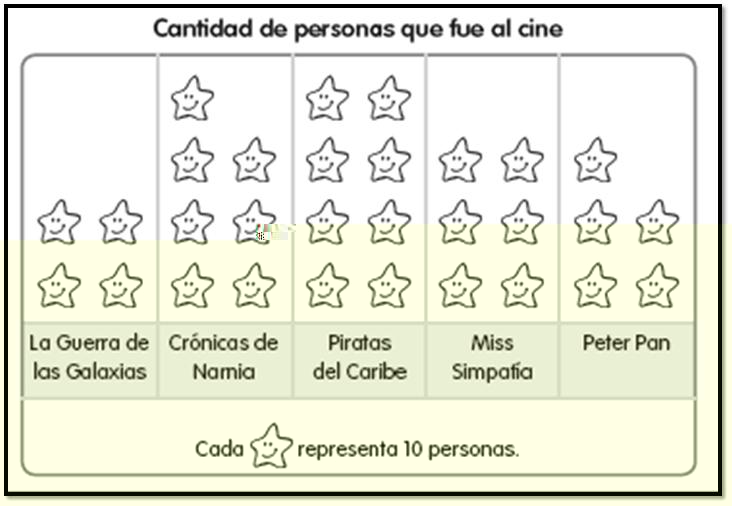 Cantidad de personas que fue al cine
La Guerra de
las Galaxias
Crónicas de
Narnia
Piratas
del Caribe
Miss
Simpatía
Peter Pan
Cada representa 10 personas.